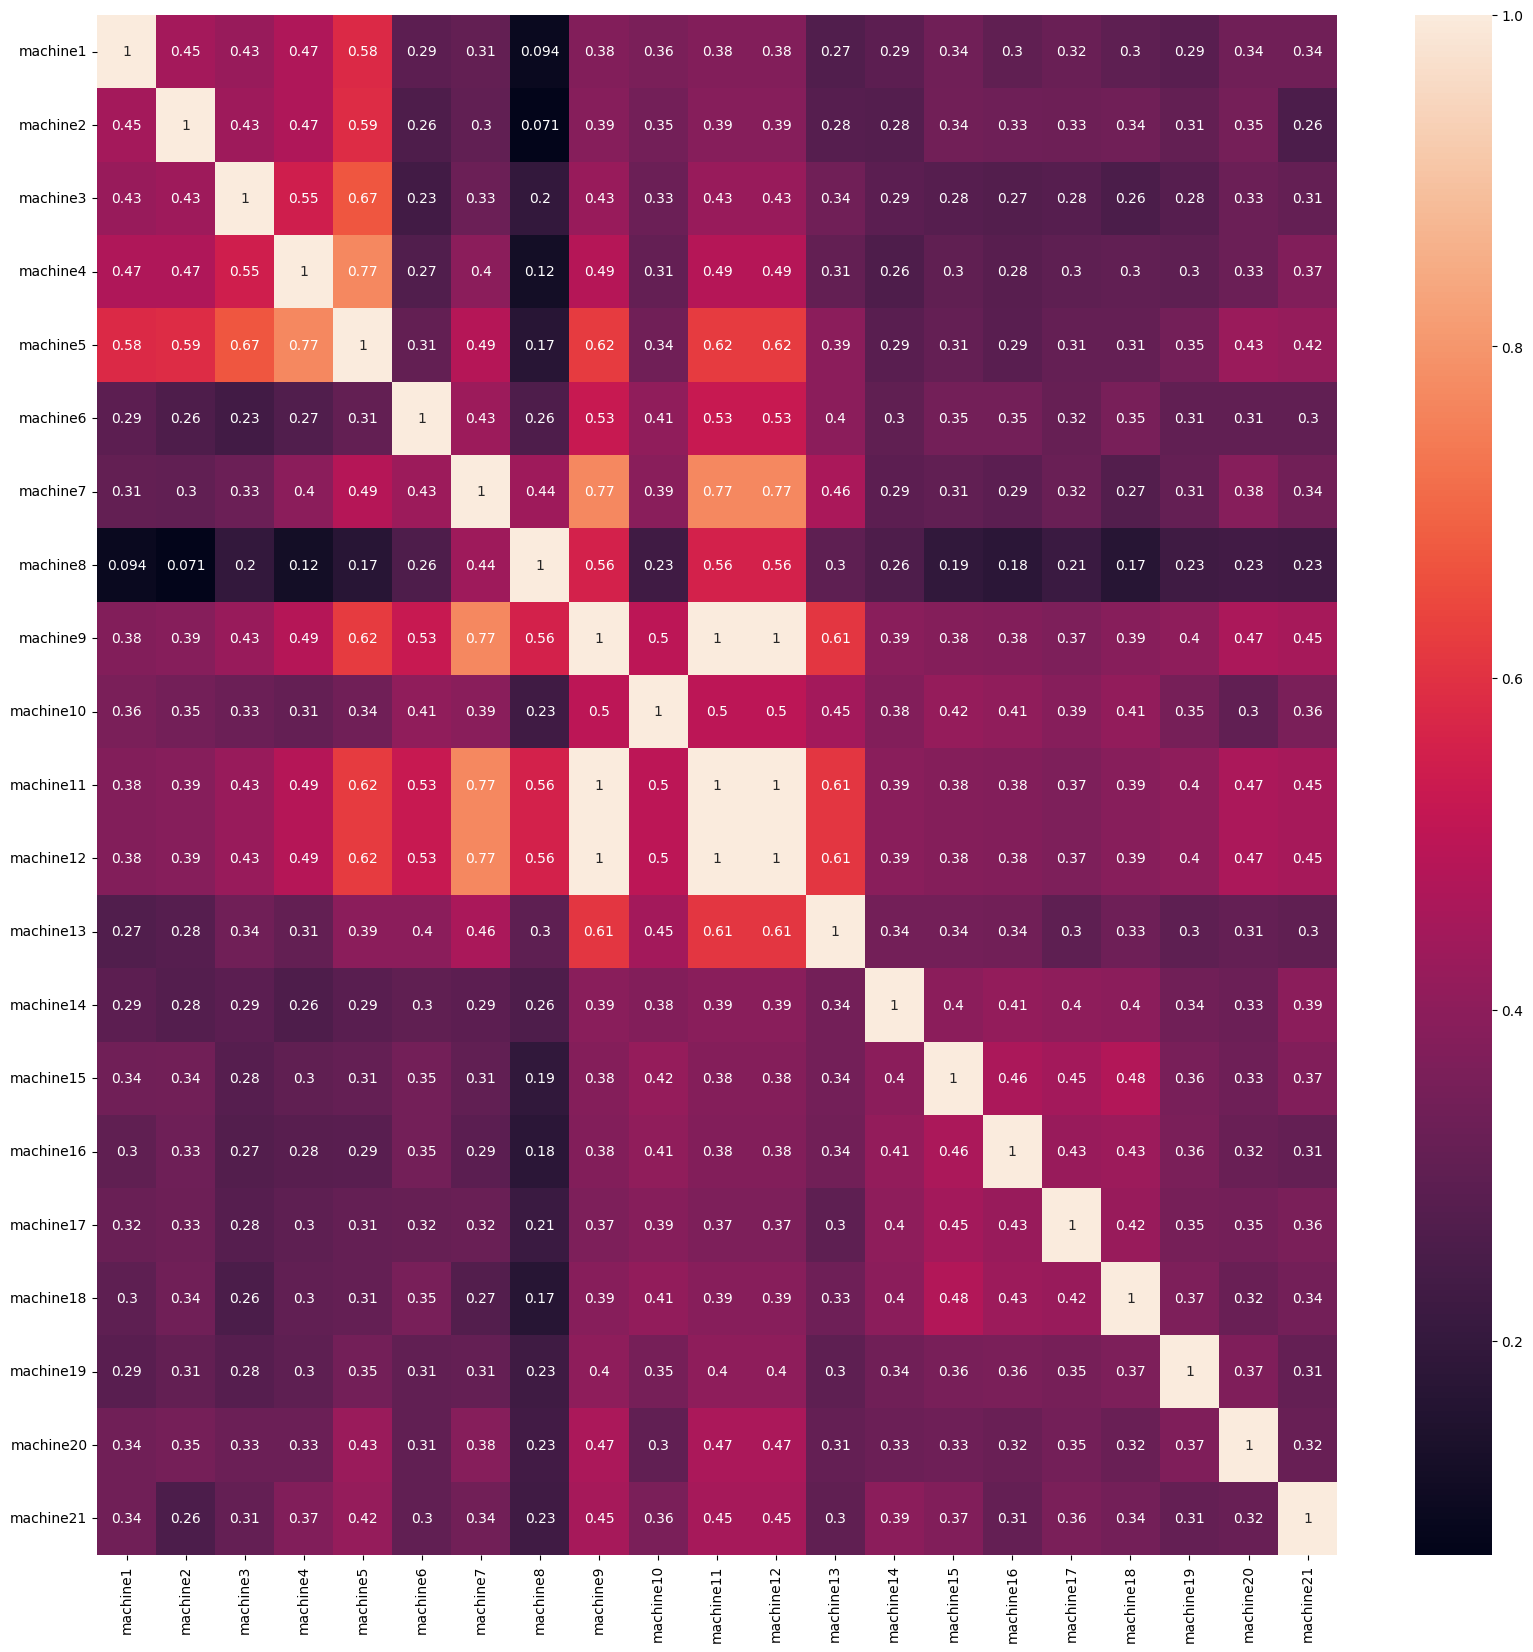 machine1 1 0.45 0.43 0.47 0.58 0.29 0.31 0.094 0.38 0.36 0.38 0.38 0.27 0.29 0.34 0.3 0.32 0.3 0.29 0.34 0.34
machine2 0.45 1 0.43 0.47 0.59 0.26 0.3 0.071 0.39 0.35 0.39 0.39 0.28 0.28 0.34 0.33 0.33 0.34 0.31 0.35 0.26
machine3 0.43 0.43 1 0.55 0.67 0.23 0.33 0.2 0.43 0.33 0.43 0.43 0.34 0.29 0.28 0.27 0.28 0.26 0.28 0.33 0.31
machine4 0.47 0.47 0.55 1 0.77 0.27 0.4 0.12 0.49 0.31 0.49 0.49 0.31 0.26 0.3 0.28 0.3 0.3 0.3 0.33 0.37
machine5 0.58 0.59 0.67 0.77 1 0.31 0.49 0.17 0.62 0.34 0.62 0.62 0.39 0.29 0.31 0.29 0.31 0.31 0.35 0.43 0.42
machine6 0.29 0.26 0.23 0.27 0.31 1 0.43 0.26 0.53 0.41 0.53 0.53 0.4 0.3 0.35 0.35 0.32 0.35 0.31 0.31 0.3
machine7 0.31 0.3 0.33 0.4 0.49 0.43 1 0.44 0.77 0.39 0.77 0.77 0.46 0.29 0.31 0.29 0.32 0.27 0.31 0.38 0.34
machine8 0.094 0.071 0.2 0.12 0.17 0.26 0.44 1 0.56 0.23 0.56 0.56 0.3 0.26 0.19 0.18 0.21 0.17 0.23 0.23 0.23
machine9 0.38 0.39 0.43 0.49 0.62 0.53 0.77 0.56 1 0.5 1 1 0.61 0.39 0.38 0.38 0.37 0.39 0.4 0.47 0.45
machine10 0.36 0.35 0.33 0.31 0.34 0.41 0.39 0.23 0.5 1 0.5 0.5 0.45 0.38 0.42 0.41 0.39 0.41 0.35 0.3 0.36
machine11 0.38 0.39 0.43 0.49 0.62 0.53 0.77 0.56 1 0.5 1 1 0.61 0.39 0.38 0.38 0.37 0.39 0.4 0.47 0.45
machine12 0.38 0.39 0.43 0.49 0.62 0.53 0.77 0.56 1 0.5 1 1 0.61 0.39 0.38 0.38 0.37 0.39 0.4 0.47 0.45
machine13 0.27 0.28 0.34 0.31 0.39 0.4 0.46 0.3 0.61 0.45 0.61 0.61 1 0.34 0.34 0.34 0.3 0.33 0.3 0.31 0.3
machine14 0.29 0.28 0.29 0.26 0.29 0.3 0.29 0.26 0.39 0.38 0.39 0.39 0.34 1 0.4 0.41 0.4 0.4 0.34 0.33 0.39
machine15 0.34 0.34 0.28 0.3 0.31 0.35 0.31 0.19 0.38 0.42 0.38 0.38 0.34 0.4 1 0.46 0.45 0.48 0.36 0.33 0.37
machine16 0.3 0.33 0.27 0.28 0.29 0.35 0.29 0.18 0.38 0.41 0.38 0.38 0.34 0.41 0.46 1 0.43 0.43 0.36 0.32 0.31
machine17 0.32 0.33 0.28 0.3 0.31 0.32 0.32 0.21 0.37 0.39 0.37 0.37 0.3 0.4 0.45 0.43 1 0.42 0.35 0.35 0.36
machine18 0.3 0.34 0.26 0.3 0.31 0.35 0.27 0.17 0.39 0.41 0.39 0.39 0.33 0.4 0.48 0.43 0.42 1 0.37 0.32 0.34
machine19 0.29 0.31 0.28 0.3 0.35 0.31 0.31 0.23 0.4 0.35 0.4 0.4 0.3 0.34 0.36 0.36 0.35 0.37 1 0.37 0.31
machine20 0.34 0.35 0.33 0.33 0.43 0.31 0.38 0.23 0.47 0.3 0.47 0.47 0.31 0.33 0.33 0.32 0.35 0.32 0.37 1 0.32
machine21 0.34 0.26 0.31 0.37 0.42 0.3 0.34 0.23 0.45 0.36 0.45 0.45 0.3 0.39 0.37 0.31 0.36 0.34 0.31 0.32 1
machine1 machine2 machine3 machine4 machine5 machine6 machine7 machine8 machine9 machine10 machine11 machine12 machine13 machine14 machine15 machine16 machine17 machine18 machine19 machine20 machine21
1.0
0.8
0.6
0.4
0.2